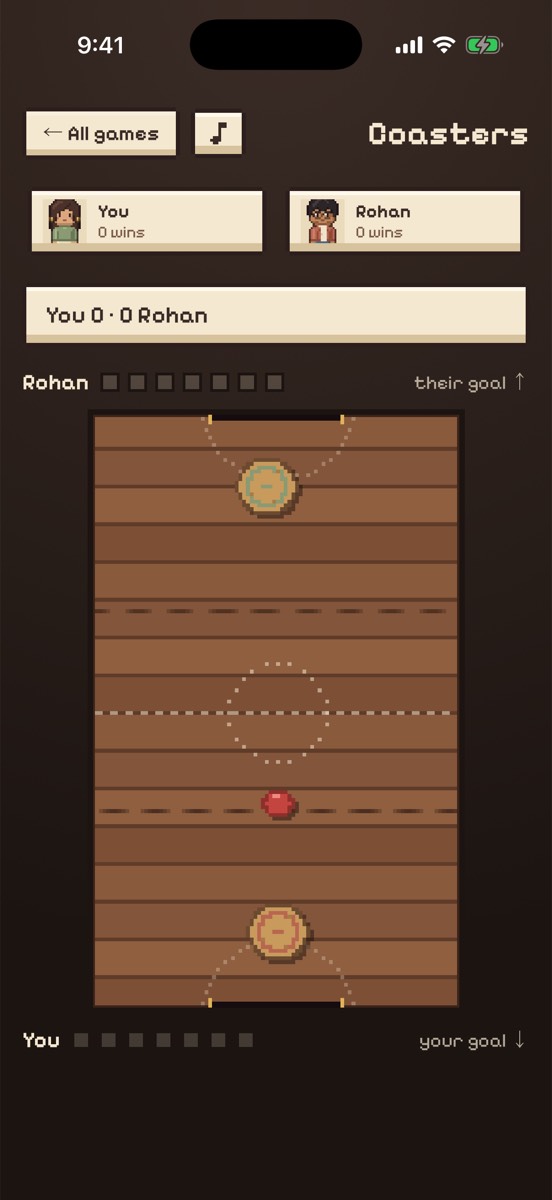 9:41
← All games
Coasters
You
0 wins
Rohan
0 wins
You 0 · 0 Rohan
Rohan
their goal ↑
You
your goal ↓